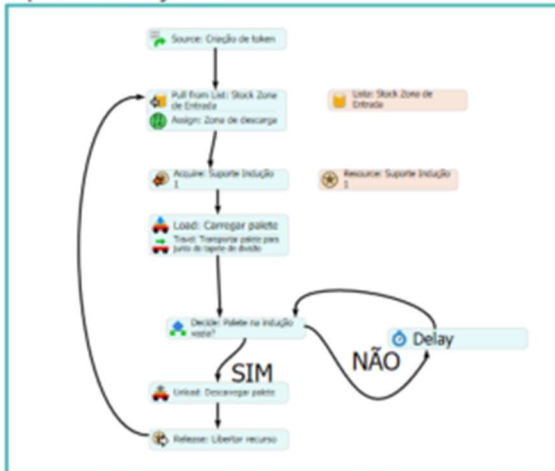 Source: Criação de token
Pull from List: Stock Zona
de Entrada
Assign: Zona de descarga
Lista: Stock Zona de
Entrada
Acquire: Suporte Indução
1
Resource: Suporte Indução
1
Load: Carregar palete
Travel: Transportar palete para
junto do tapete de divisão
Decide: Palete na indução
vazia?
Delay
NÃO
SIM
Unload: Descarregar palete
Release: Libertar recurso